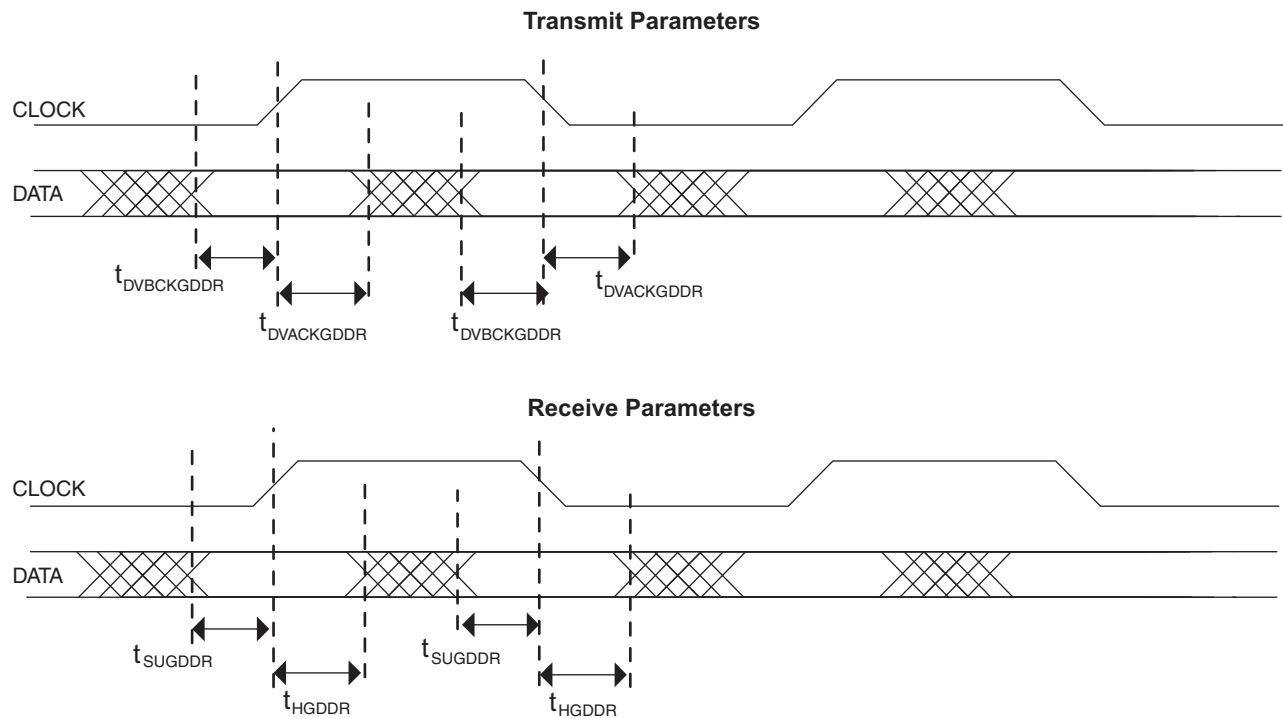 Transmit Parameters
CLOCK
DATA
tDVBCKGDDR
tDVACKGDDR
tDVBCKGDDR
tDVACKGDDR
Receive Parameters
CLOCK
DATA
tSUGDDR
tHGDDR
tSUGDDR
tHGDDR